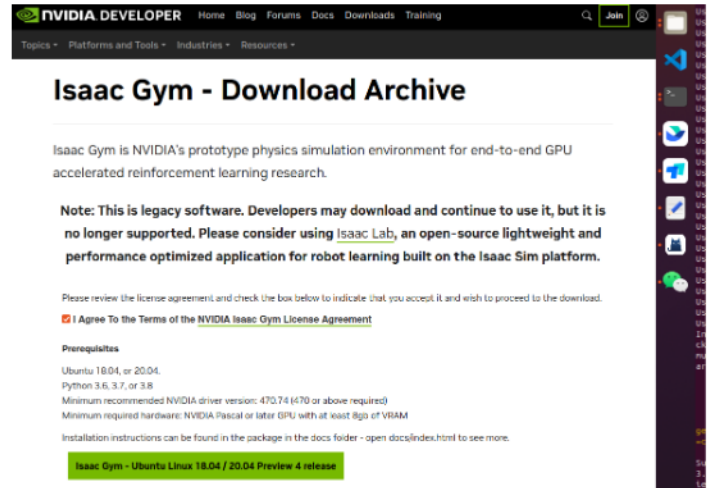 NVIDIA. DEVELOPER Home Blog Forums Docs Downloads Training Join
Topics Platforms and Tools Industries Resources
Isaac Gym - Download Archive
Isaac Gym is NVIDIA's prototype physics simulation environment for end-to-end GPU
accelerated reinforcement learning research.
Note: This is legacy software. Developers may download and continue to use it, but it is
no longer supported. Please consider using Isaac Lab, an open-source lightweight and
performance optimized application for robot learning built on the Isaac Sim platform.
Please review the license agreement and check the box below to indicate that you accept it and wish to proceed to the download.
I Agree To the Terms of the NVIDIA Isaac Gym License Agreement
Prerequisites
Ubuntu 18.04, or 20.04.
Python 3.6, 3.7, or 3.8
Minimum recommended NVIDIA driver version: 470.74 (470 or above required)
Minimum required hardware: NVIDIA Pascal or later GPU with at least 8gb of VRAM
Installation instructions can be found in the package in the docs folder - open docs/index.html to see more.
Isaac Gym - Ubuntu Linux 18.04 / 20.04 Preview 4 release